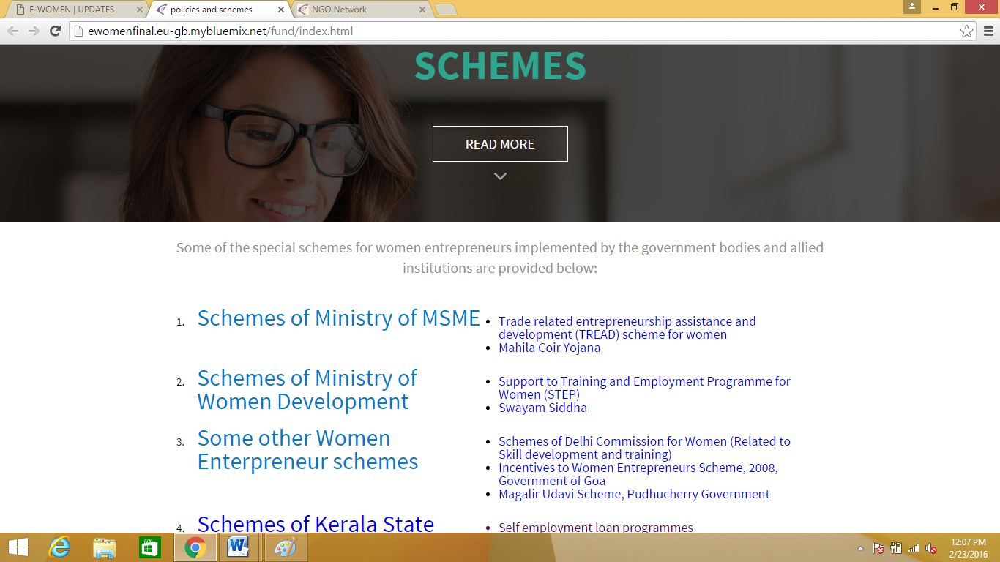 E-WOMEN | UPDATES
policies and schemes
NGO Network
ewomenfinal.eu-gb.mybluemix.net/fund/index.html
SCHEMES
READ MORE
Some of the special schemes for women entrepreneurs implemented by the government bodies and allied
institutions are provided below:
1. Schemes of Ministry of MSME
• Trade related entrepreneurship assistance and
development (TREAD) scheme for women
• Mahila Coir Yojana
2. Schemes of Ministry of
Women Development
• Support to Training and Employment Programme for
Women (STEP)
• Swayam Siddha
3. Some other Women
Enterpreneur schemes
• Schemes of Delhi Commission for Women (Related to
Skill development and training)
• Incentives to Women Entrepreneurs Scheme, 2008,
Government of Goa
• Magalir Udavi Scheme, Pudhucherry Government
4. Schemes of Kerala State
• Self employment loan programmes
12:07 PM
2/23/2016